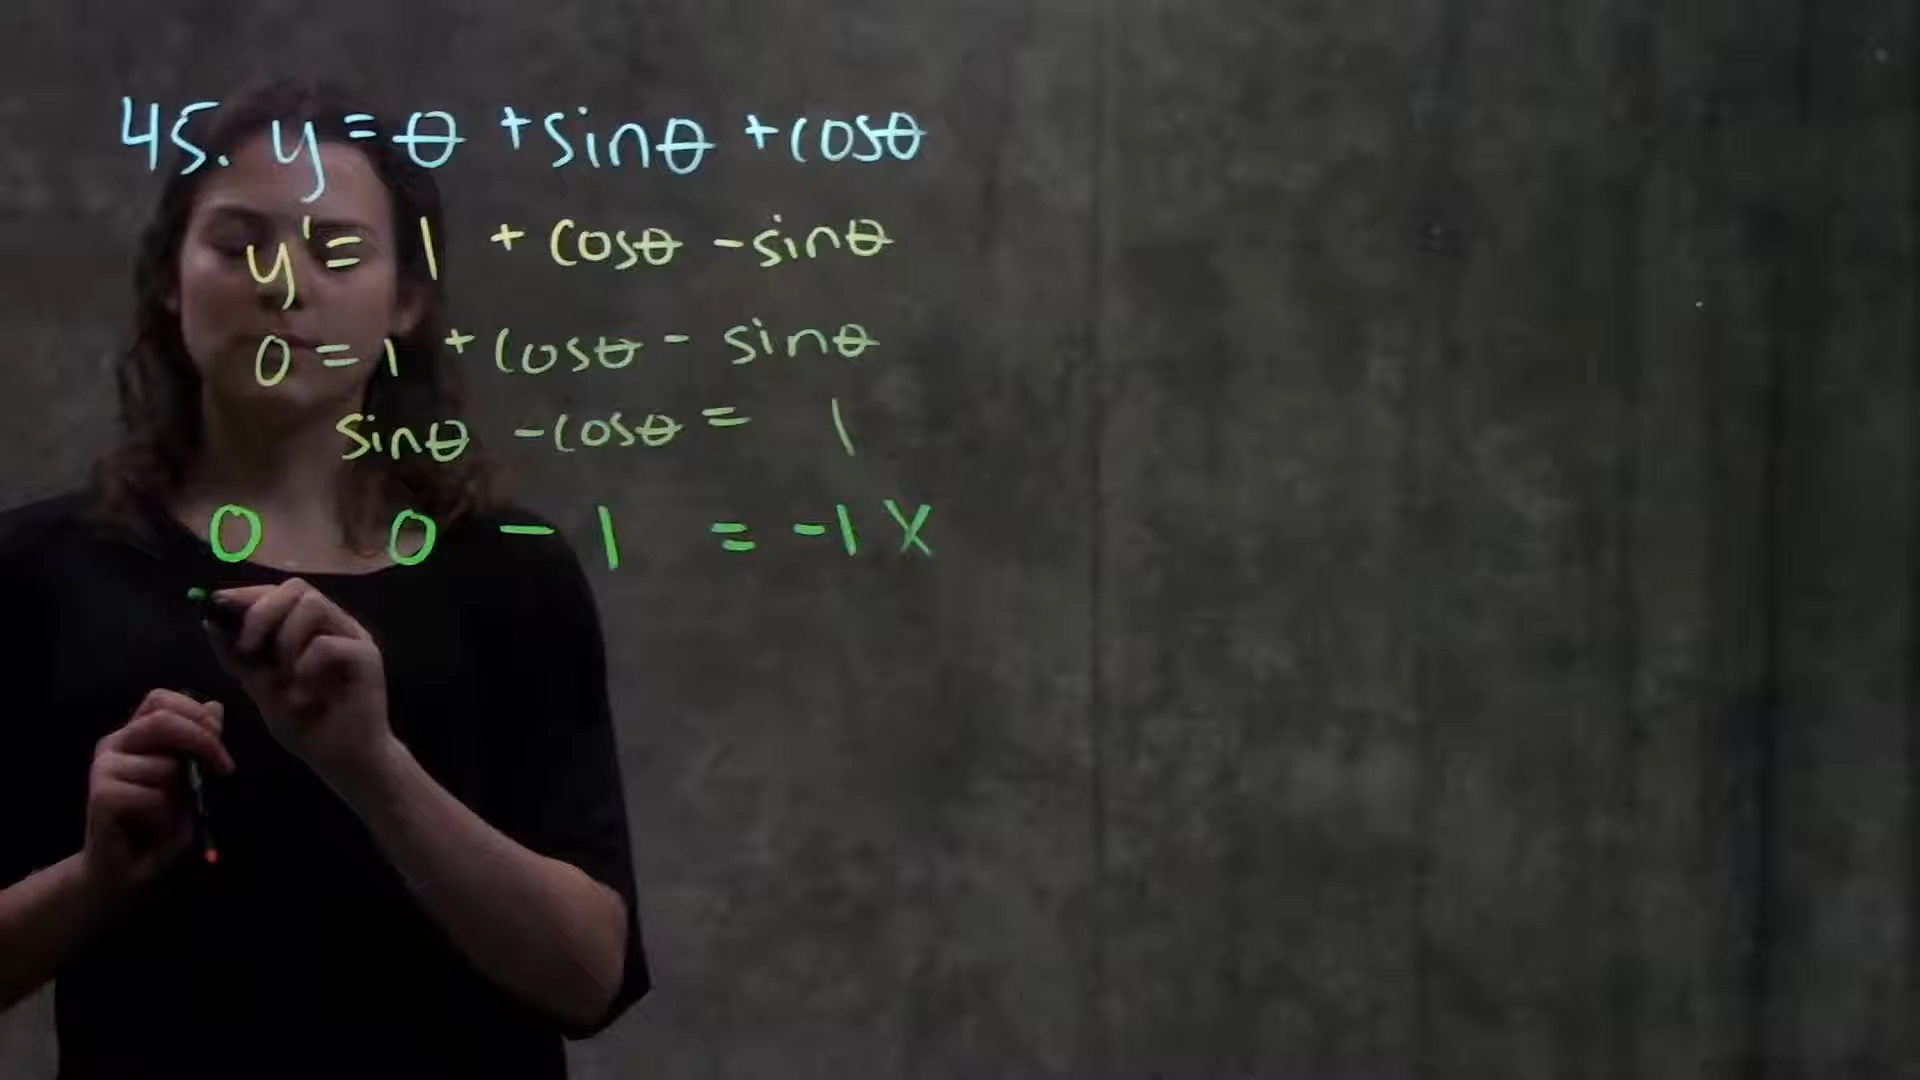 45. y = θ + sinθ + cosθ
y' = 1 + cosθ - sinθ
0 = 1 + cosθ - sinθ
sinθ - cosθ = 1
0 0 - 1 = -1 X